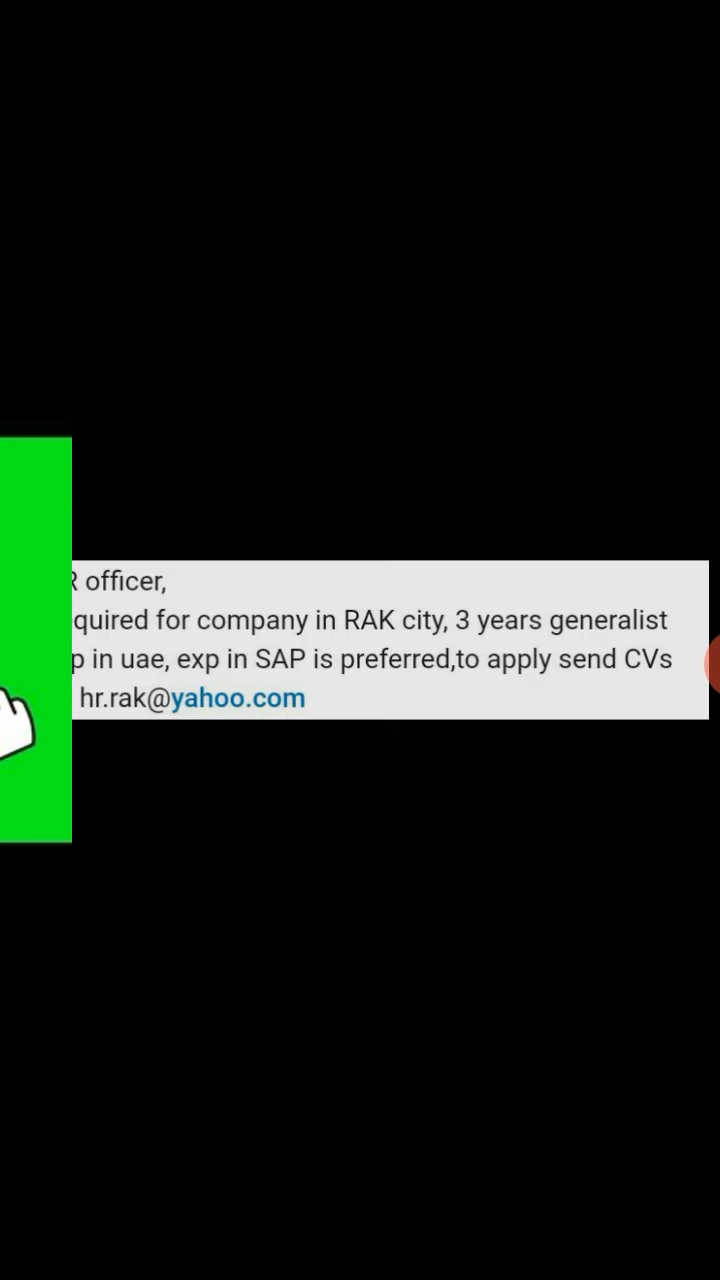 R officer,
quired for company in RAK city, 3 years generalist
p in uae, exp in SAP is preferred,to apply send CVs
hr.rak@yahoo.com